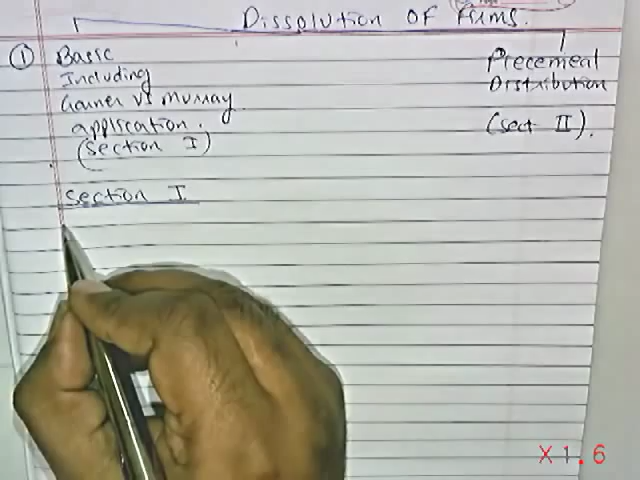 Dissolution OF Firms.
① Basic
Including
Garner vs Murray
application.
(Section I)
Piecemeal
Distribution
(Sect II).
Section I
X1.6